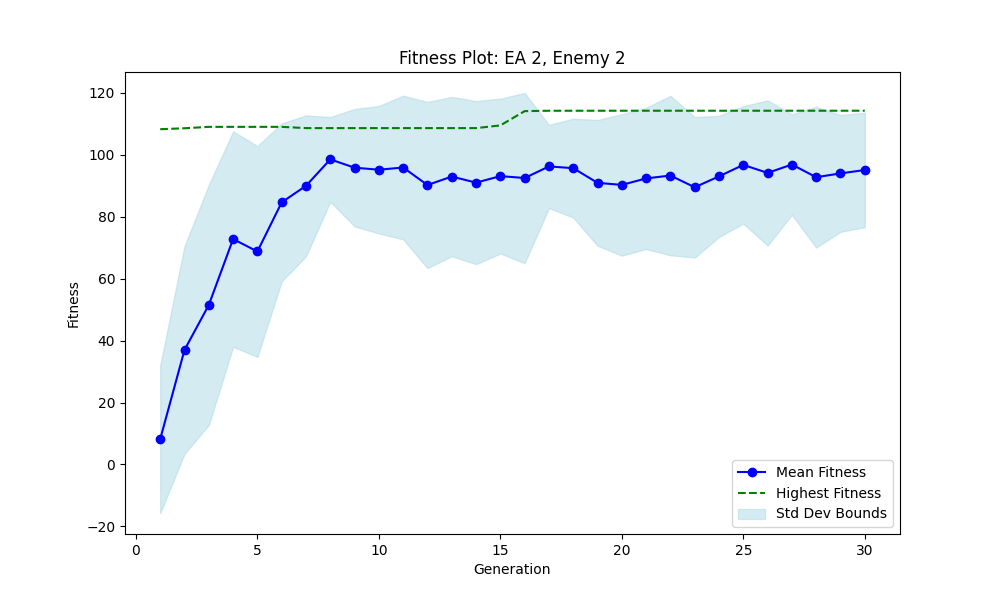 Fitness Plot: EA 2, Enemy 2
120
100
80
60
40
20
0
−20
Fitness
Mean Fitness
Highest Fitness
Std Dev Bounds
0 5 10 15 20 25 30
Generation